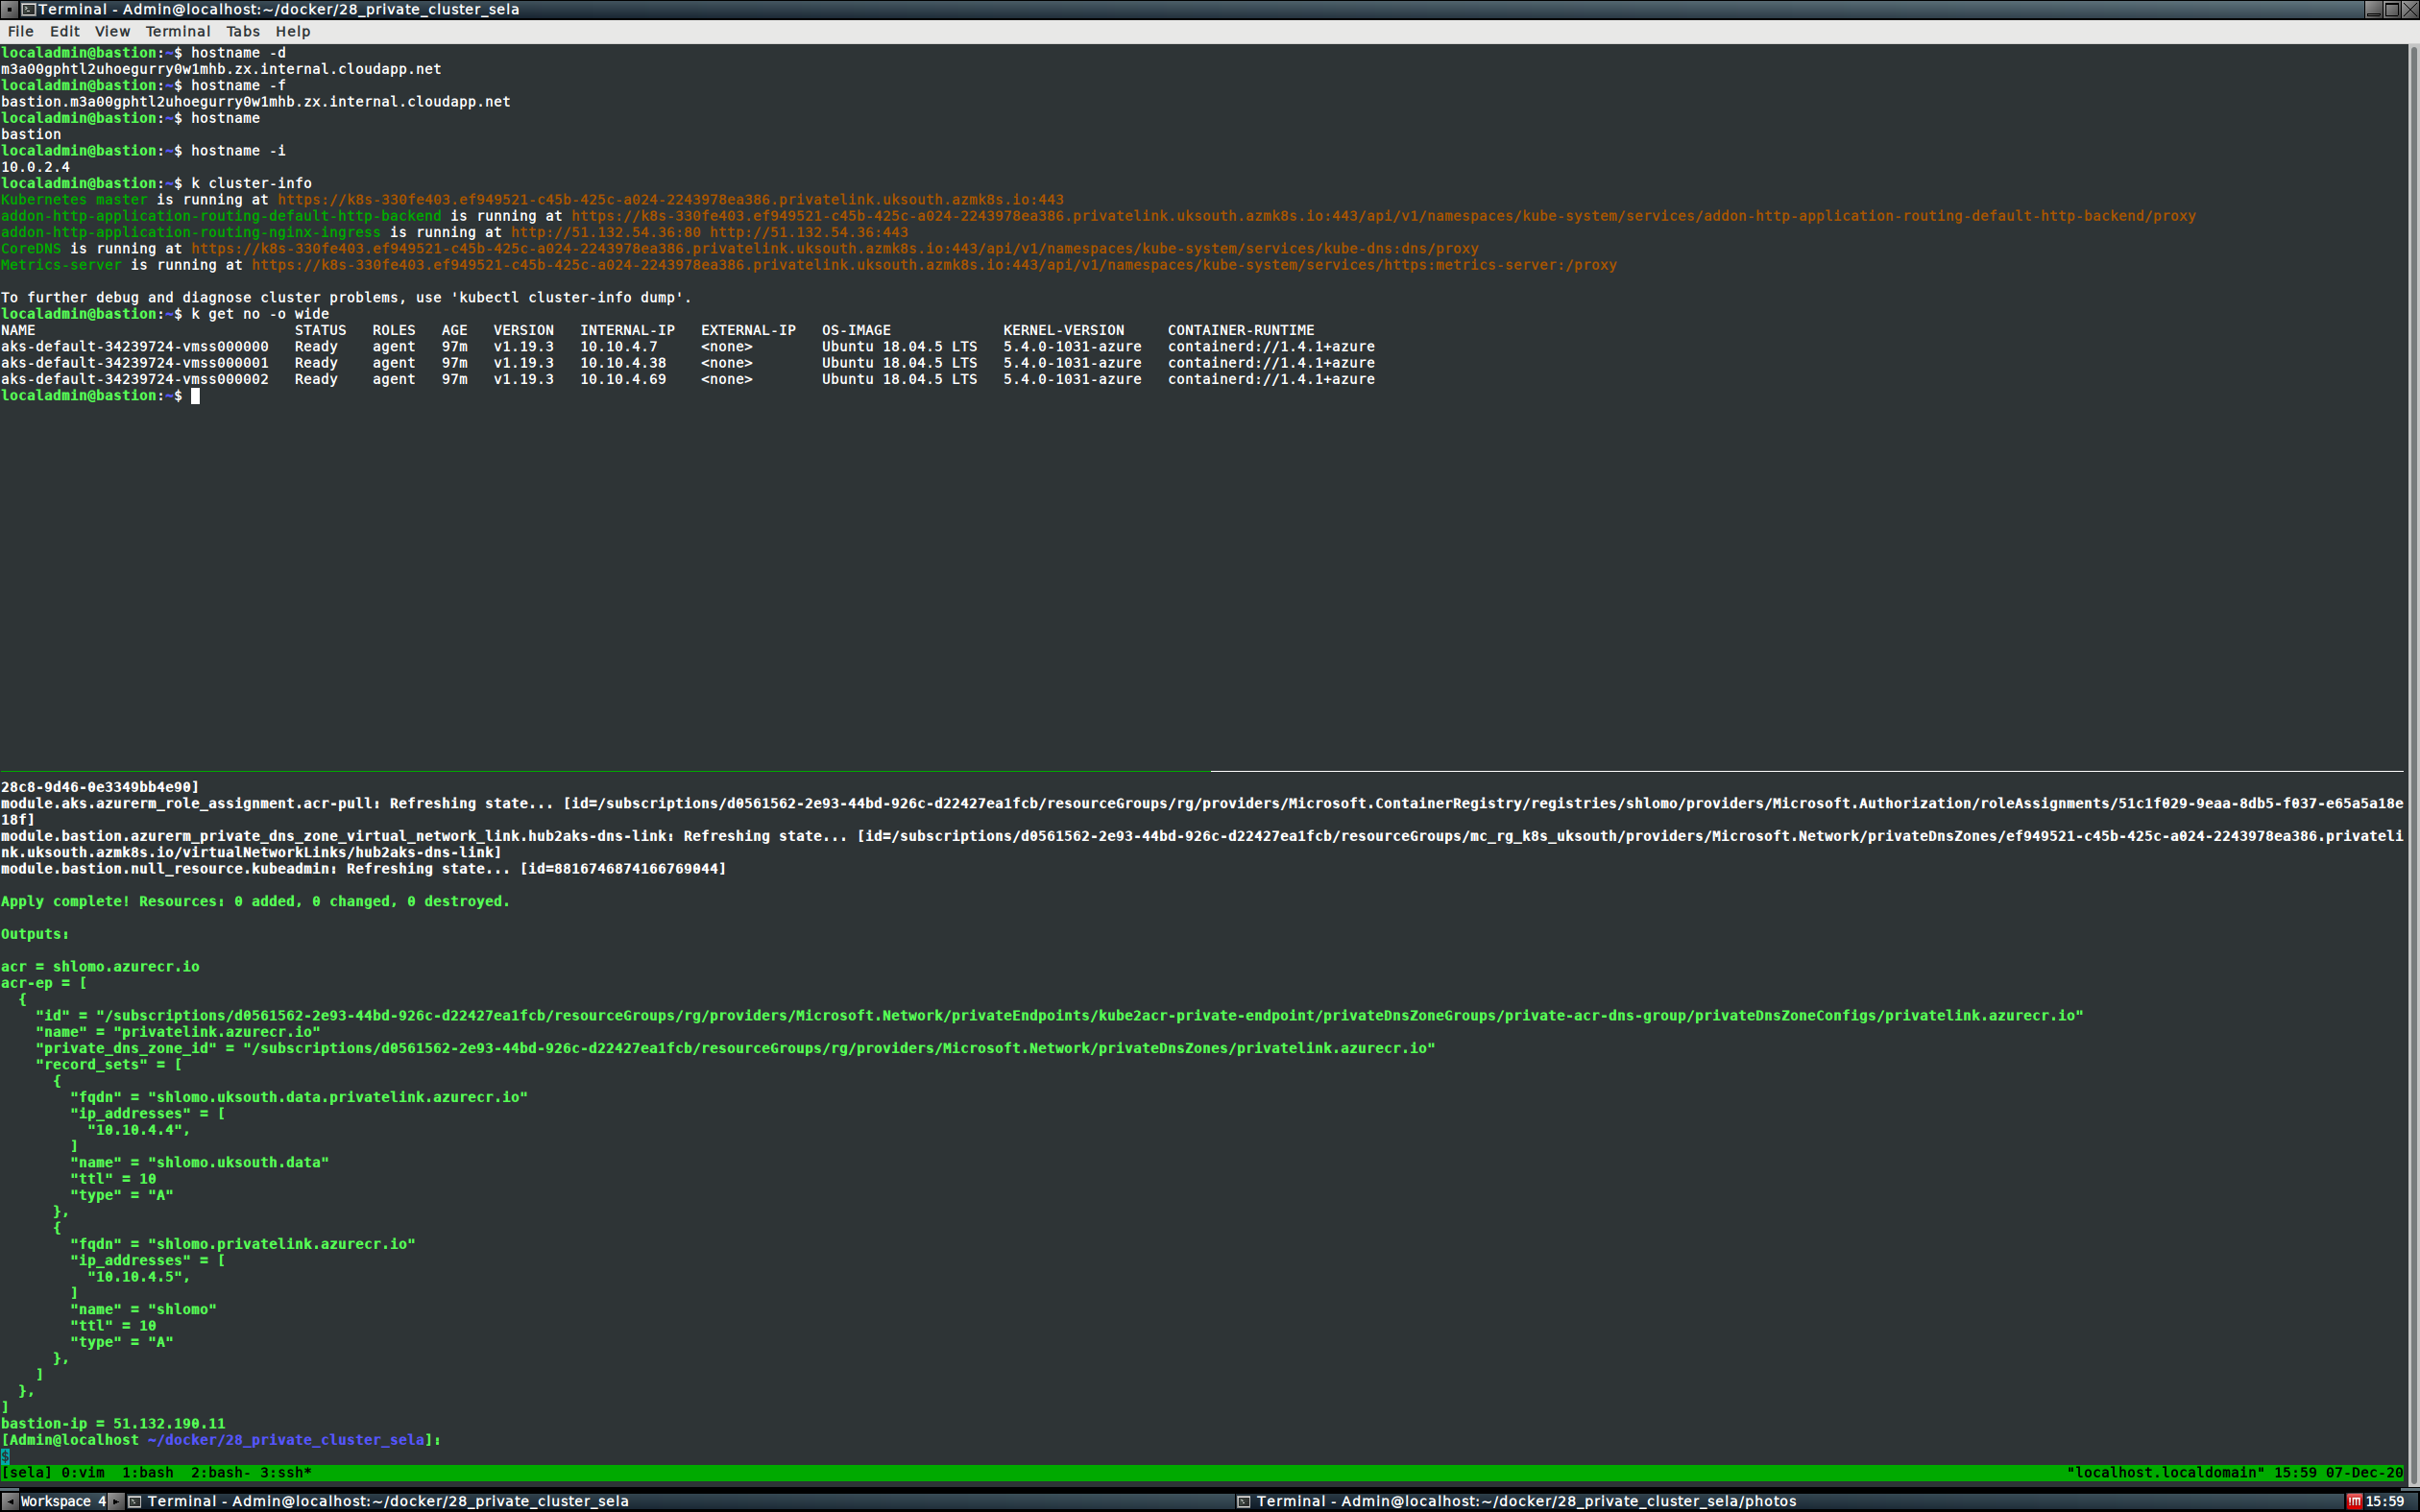 Terminal - Admin@localhost:~/docker/28_private_cluster_sela
File Edit View Terminal Tabs Help
localadmin@bastion:~$ hostname -d
m3a00gphtl2uhoegurry0w1mhb.zx.internal.cloudapp.net
localadmin@bastion:~$ hostname -f
bastion.m3a00gphtl2uhoegurry0w1mhb.zx.internal.cloudapp.net
localadmin@bastion:~$ hostname
bastion
localadmin@bastion:~$ hostname -i
10.0.2.4
localadmin@bastion:~$ k cluster-info
Kubernetes master is running at https://k8s-330fe403.ef949521-c45b-425c-a024-2243978ea386.privatelink.uksouth.azmk8s.io:443
addon-http-application-routing-default-http-backend is running at https://k8s-330fe403.ef949521-c45b-425c-a024-2243978ea386.privatelink.uksouth.azmk8s.io:443/api/v1/namespaces/kube-system/services/addon-http-application-routing-default-http-backend/proxy
addon-http-application-routing-nginx-ingress is running at http://51.132.54.36:80 http://51.132.54.36:443
CoreDNS is running at https://k8s-330fe403.ef949521-c45b-425c-a024-2243978ea386.privatelink.uksouth.azmk8s.io:443/api/v1/namespaces/kube-system/services/kube-dns:dns/proxy
Metrics-server is running at https://k8s-330fe403.ef949521-c45b-425c-a024-2243978ea386.privatelink.uksouth.azmk8s.io:443/api/v1/namespaces/kube-system/services/https:metrics-server:/proxy
To further debug and diagnose cluster problems, use 'kubectl cluster-info dump'.
localadmin@bastion:~$ k get no -o wide
NAME STATUS ROLES AGE VERSION INTERNAL-IP EXTERNAL-IP OS-IMAGE KERNEL-VERSION CONTAINER-RUNTIME
aks-default-34239724-vmss000000 Ready agent 97m v1.19.3 10.10.4.7 <none> Ubuntu 18.04.5 LTS 5.4.0-1031-azure containerd://1.4.1+azure
aks-default-34239724-vmss000001 Ready agent 97m v1.19.3 10.10.4.38 <none> Ubuntu 18.04.5 LTS 5.4.0-1031-azure containerd://1.4.1+azure
aks-default-34239724-vmss000002 Ready agent 97m v1.19.3 10.10.4.69 <none> Ubuntu 18.04.5 LTS 5.4.0-1031-azure containerd://1.4.1+azure
localadmin@bastion:~$
28c8-9d46-0e3349bb4e90]
module.aks.azurerm_role_assignment.acr-pull: Refreshing state... [id=/subscriptions/d0561562-2e93-44bd-926c-d22427ea1fcb/resourceGroups/rg/providers/Microsoft.ContainerRegistry/registries/shlomo/providers/Microsoft.Authorization/roleAssignments/51c1f029-9eaa-8db5-f037-e65a5a18e
18f]
module.bastion.azurerm_private_dns_zone_virtual_network_link.hub2aks-dns-link: Refreshing state... [id=/subscriptions/d0561562-2e93-44bd-926c-d22427ea1fcb/resourceGroups/mc_rg_k8s_uksouth/providers/Microsoft.Network/privateDnsZones/ef949521-c45b-425c-a024-2243978ea386.privateli
nk.uksouth.azmk8s.io/virtualNetworkLinks/hub2aks-dns-link]
module.bastion.null_resource.kubeadmin: Refreshing state... [id=8816746874166769044]
Apply complete! Resources: 0 added, 0 changed, 0 destroyed.
Outputs:
acr = shlomo.azurecr.io
acr-ep = [
{
"id" = "/subscriptions/d0561562-2e93-44bd-926c-d22427ea1fcb/resourceGroups/rg/providers/Microsoft.Network/privateEndpoints/kube2acr-private-endpoint/privateDnsZoneGroups/private-acr-dns-group/privateDnsZoneConfigs/privatelink.azurecr.io"
"name" = "privatelink.azurecr.io"
"private_dns_zone_id" = "/subscriptions/d0561562-2e93-44bd-926c-d22427ea1fcb/resourceGroups/rg/providers/Microsoft.Network/privateDnsZones/privatelink.azurecr.io"
"record_sets" = [
{
"fqdn" = "shlomo.uksouth.data.privatelink.azurecr.io"
"ip_addresses" = [
"10.10.4.4",
]
"name" = "shlomo.uksouth.data"
"ttl" = 10
"type" = "A"
},
{
"fqdn" = "shlomo.privatelink.azurecr.io"
"ip_addresses" = [
"10.10.4.5",
]
"name" = "shlomo"
"ttl" = 10
"type" = "A"
},
]
},
]
bastion-ip = 51.132.190.11
[Admin@localhost ~/docker/28_private_cluster_sela]:
$
[sela] 0:vim 1:bash 2:bash- 3:ssh* "localhost.localdomain" 15:59 07-Dec-20
Workspace 4 Terminal - Admin@localhost:~/docker/28_private_cluster_sela Terminal - Admin@localhost:~/docker/28_private_cluster_sela/photos 15:59